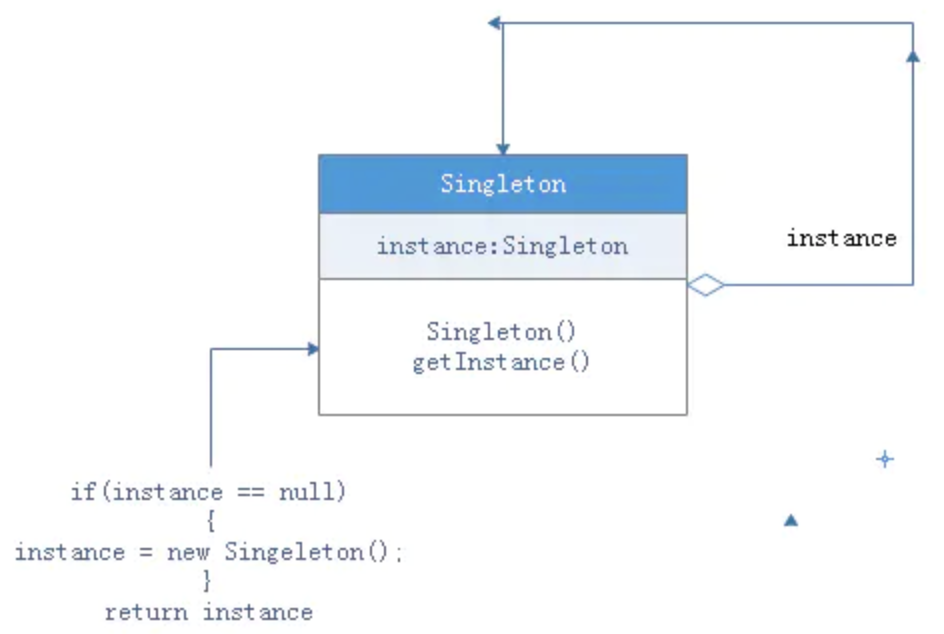 Singleton
instance:Singleton
instance
Singleton()
getInstance()
if(instance == null)
{
instance = new Singeleton();
}
return instance